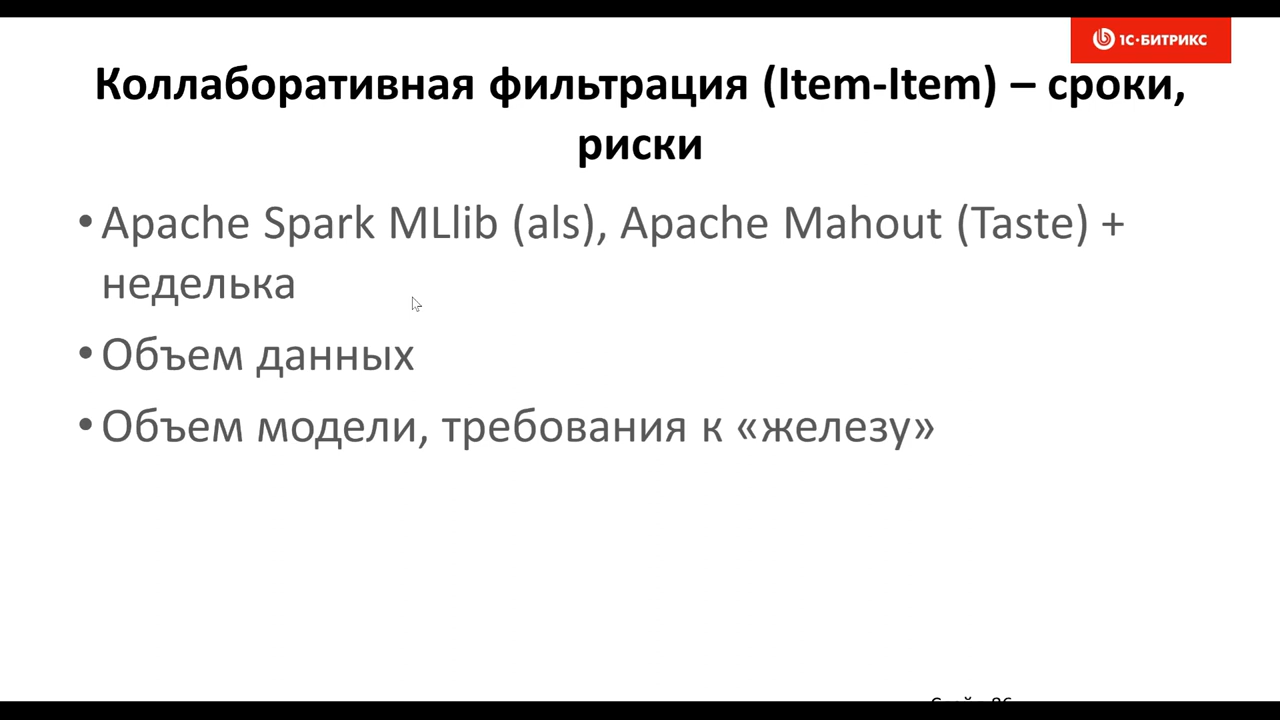 1С·БИТРИКС
Коллаборативная фильтрация (Item-Item) – сроки,
риски
• Apache Spark MLlib (als), Apache Mahout (Taste) +
неделька
• Объем данных
• Объем модели, требования к «железу»